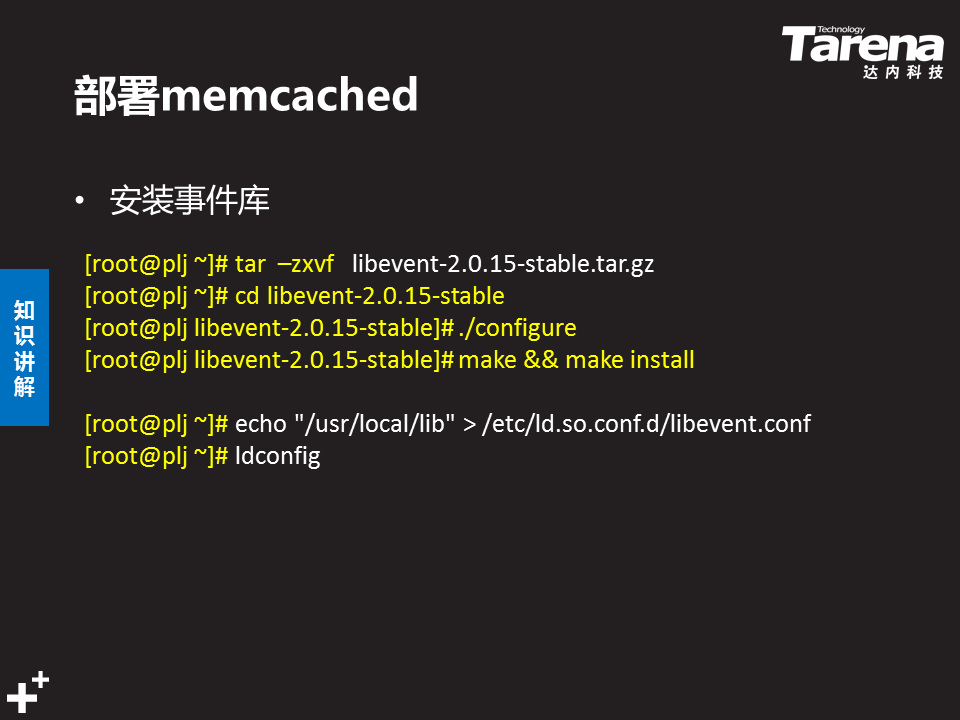 Technology
Tarena
达内科技
部署memcached
• 安装事件库
[root@plj ~]# tar –zxvf libevent-2.0.15-stable.tar.gz
[root@plj ~]# cd libevent-2.0.15-stable
[root@plj libevent-2.0.15-stable]# ./configure
[root@plj libevent-2.0.15-stable]# make && make install
[root@plj ~]# echo "/usr/local/lib" > /etc/ld.so.conf.d/libevent.conf
[root@plj ~]# ldconfig
知识讲解